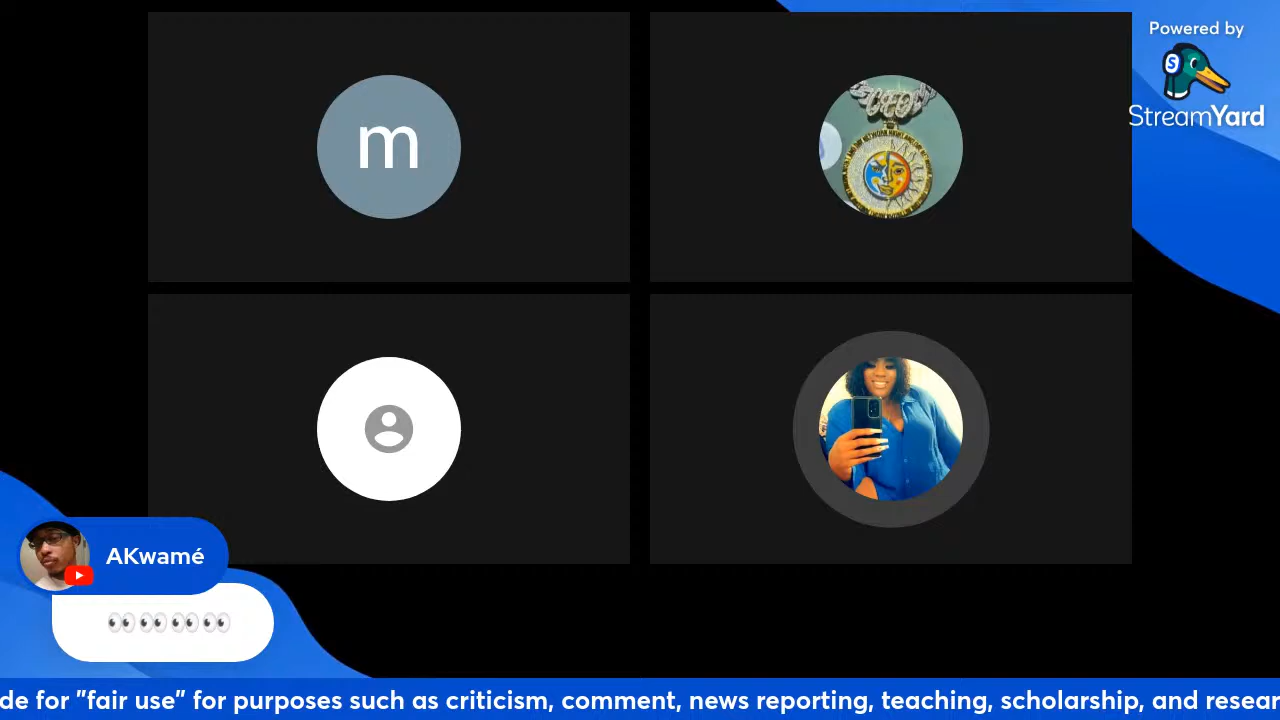 Powered by
StreamYard
S
m
CEO
AKwamé
👀👀👀👀
de for "fair use" for purposes such as criticism, comment, news reporting, teaching, scholarship, and resear